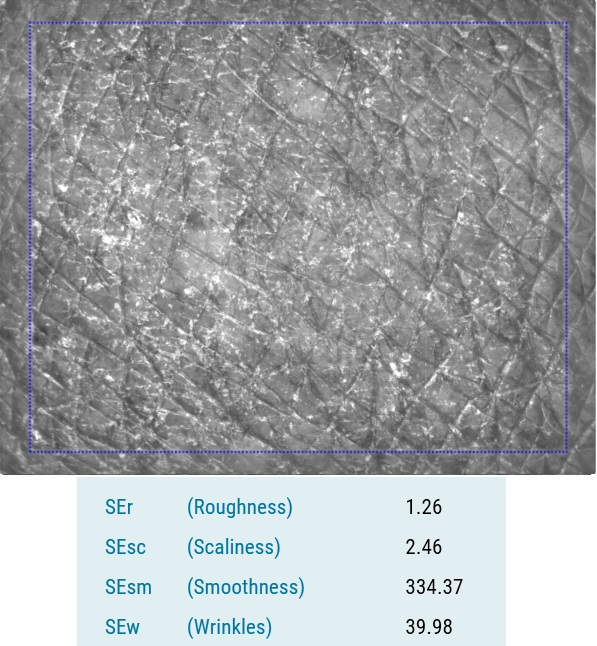 SEr (Roughness) 1.26
SEsc (Scaliness) 2.46
SEsm (Smoothness) 334.37
SEw (Wrinkles) 39.98